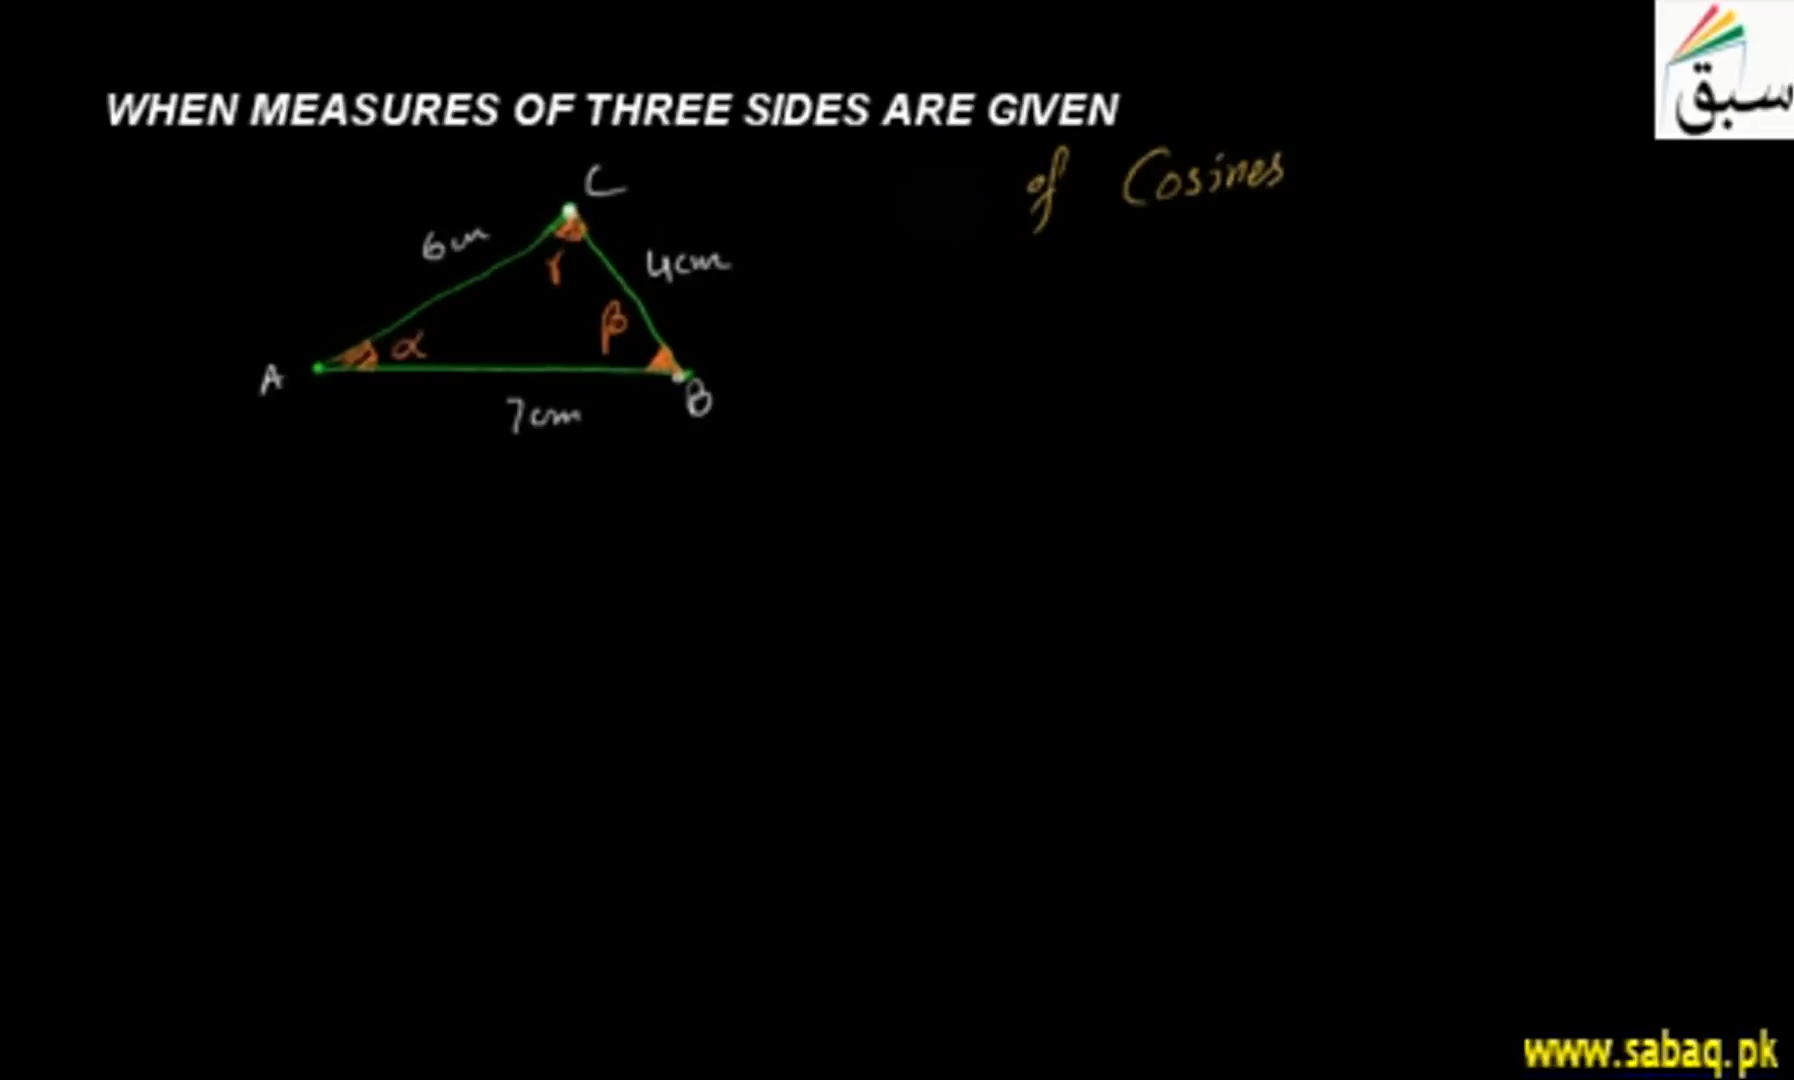 سبق
WHEN MEASURES OF THREE SIDES ARE GIVEN
of Cosines
C
6cm
4cm
γ
β
α
A
B
7cm
www.sabaq.pk